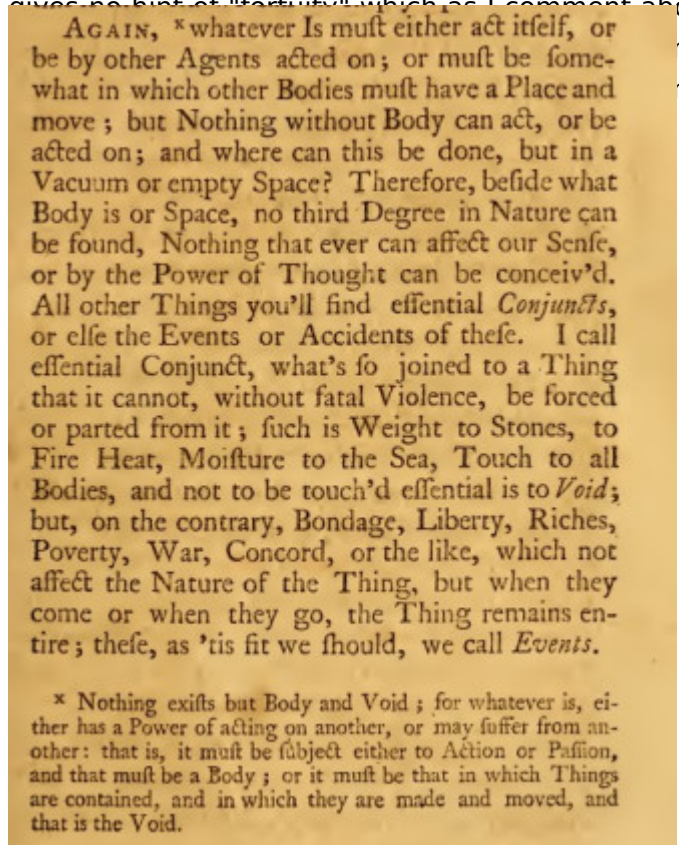 gives no hint of "fortuity" which as I comment abo
AGAIN, ˣ whatever Is muſt either act itſelf, or
be by other Agents acted on; or muſt be ſome-
what in which other Bodies muſt have a Place and
move; but Nothing without Body can act, or be
acted on; and where can this be done, but in a
Vacuum or empty Space? Therefore, beſide what
Body is or Space, no third Degree in Nature can
be found, Nothing that ever can affect our Senſe,
or by the Power of Thought can be conceiv'd.
All other Things you'll find eſſential Conjuncts,
or elſe the Events or Accidents of theſe. I call
eſſential Conjunct, what's ſo joined to a Thing
that it cannot, without fatal Violence, be forced
or parted from it; ſuch is Weight to Stones, to
Fire Heat, Moiſture to the Sea, Touch to all
Bodies, and not to be touch'd eſſential is to Void;
but, on the contrary, Bondage, Liberty, Riches,
Poverty, War, Concord, or the like, which not
affect the Nature of the Thing, but when they
come or when they go, the Thing remains en-
tire; theſe, as 'tis fit we ſhould, we call Events.
ˣ Nothing exiſts but Body and Void; for whatever is, ei-
ther has a Power of acting on another, or may ſuffer from an-
other: that is, it muſt be ſubject either to Action or Paſſion,
and that muſt be a Body; or it muſt be that in which Things
are contained, and in which they are made and moved, and
that is the Void.